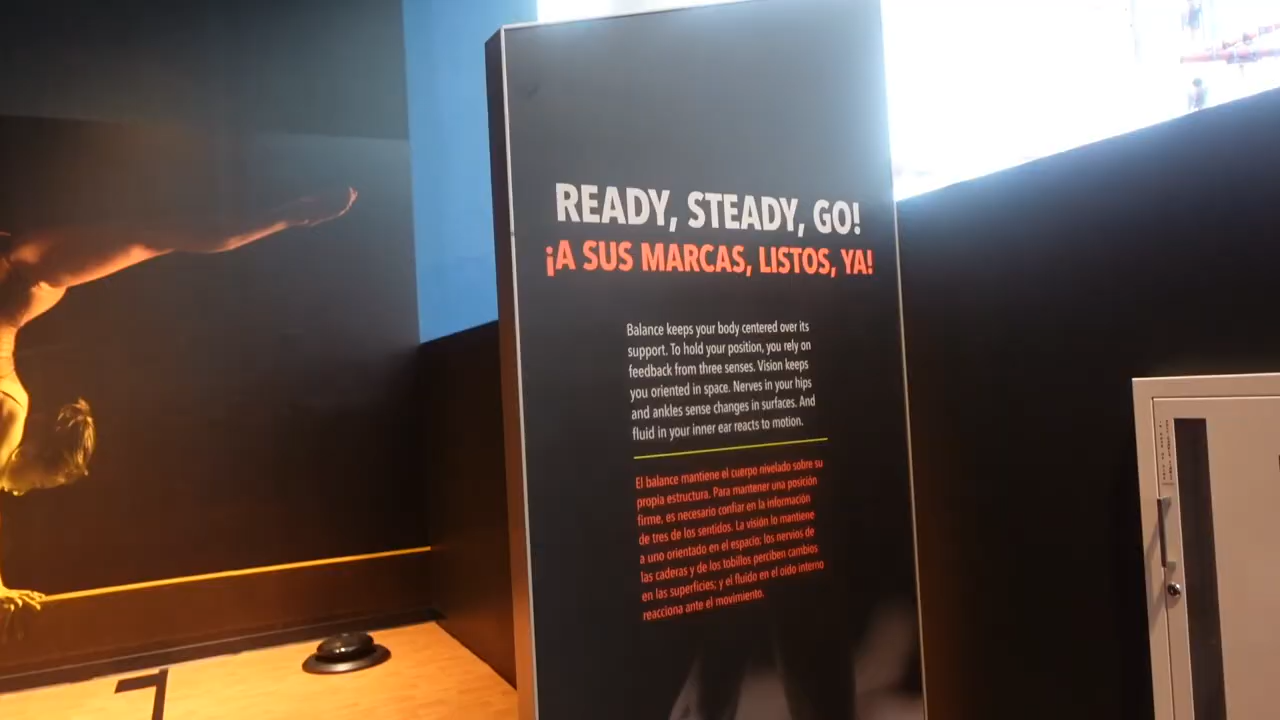 READY, STEADY, GO!
¡A SUS MARCAS, LISTOS, YA!
Balance keeps your body centered over its
support. To hold your position, you rely on
feedback from three senses. Vision keeps
you oriented in space. Nerves in your hips
and ankles sense changes in surfaces. And
fluid in your inner ear reacts to motion.
El balance mantiene el cuerpo nivelado sobre su
propia estructura. Para mantener una posición
firme, es necesario confiar en la información
de tres de los sentidos. La visión lo mantiene
a uno orientado en el espacio; los nervios de
las caderas y de los tobillos perciben cambios
en las superficies; y el fluido en el oído interno
reacciona ante el movimiento.